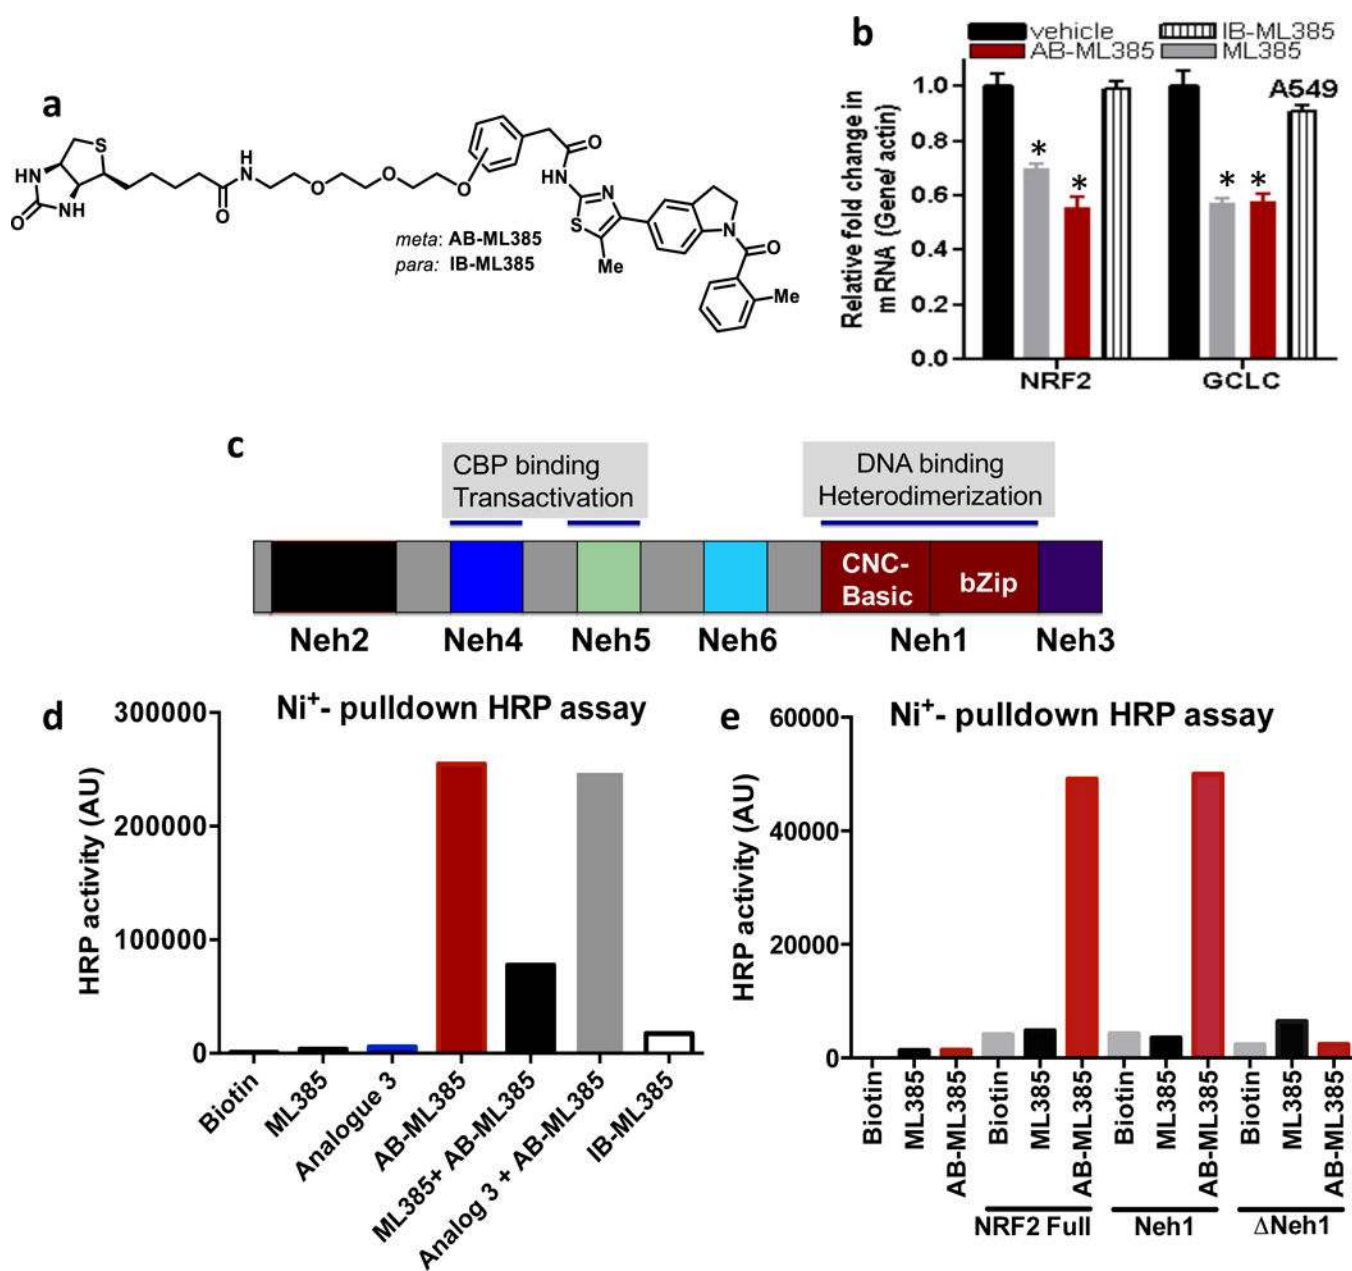 a
S
HN
NH
O
H
N
O
O
O
O
O
HN
N
S
Me
N
O
Me
meta: AB-ML385
para: IB-ML385
b
vehicle
IB-ML385
AB-ML385
ML385
Relative fold change in
mRNA (Gene/ actin)
1.0
0.8
0.6
0.4
0.2
0.0
A549
*
*
*
*
NRF2
GCLC
c
CBP binding
Transactivation
DNA binding
Heterodimerization
CNC-
Basic
bZip
Neh2
Neh4
Neh5
Neh6
Neh1
Neh3
d
Ni+- pulldown HRP assay
HRP activity (AU)
300000
200000
100000
0
Biotin
ML385
Analogue 3
AB-ML385
ML385+ AB-ML385
Analog 3 + AB-ML385
IB-ML385
e
Ni+- pulldown HRP assay
HRP activity (AU)
60000
40000
20000
0
Biotin
ML385
AB-ML385
Biotin
ML385
AB-ML385
Biotin
ML385
AB-ML385
Biotin
ML385
AB-ML385
NRF2 Full
Neh1
ΔNeh1